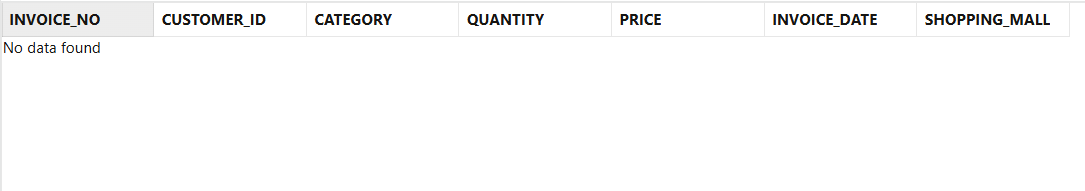 INVOICE_NO CUSTOMER_ID CATEGORY QUANTITY PRICE INVOICE_DATE SHOPPING_MALL
No data found